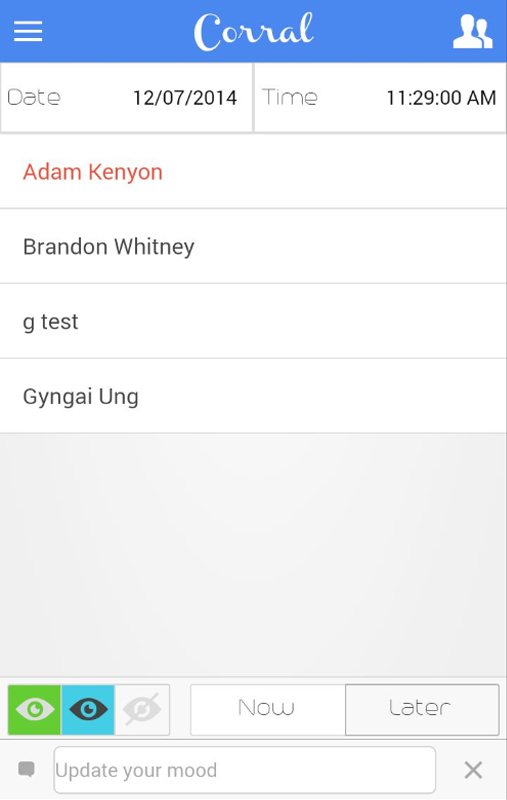 Corral
Date 12/07/2014 Time 11:29:00 AM
Adam Kenyon
Brandon Whitney
g test
Gyngai Ung
Now Later
Update your mood